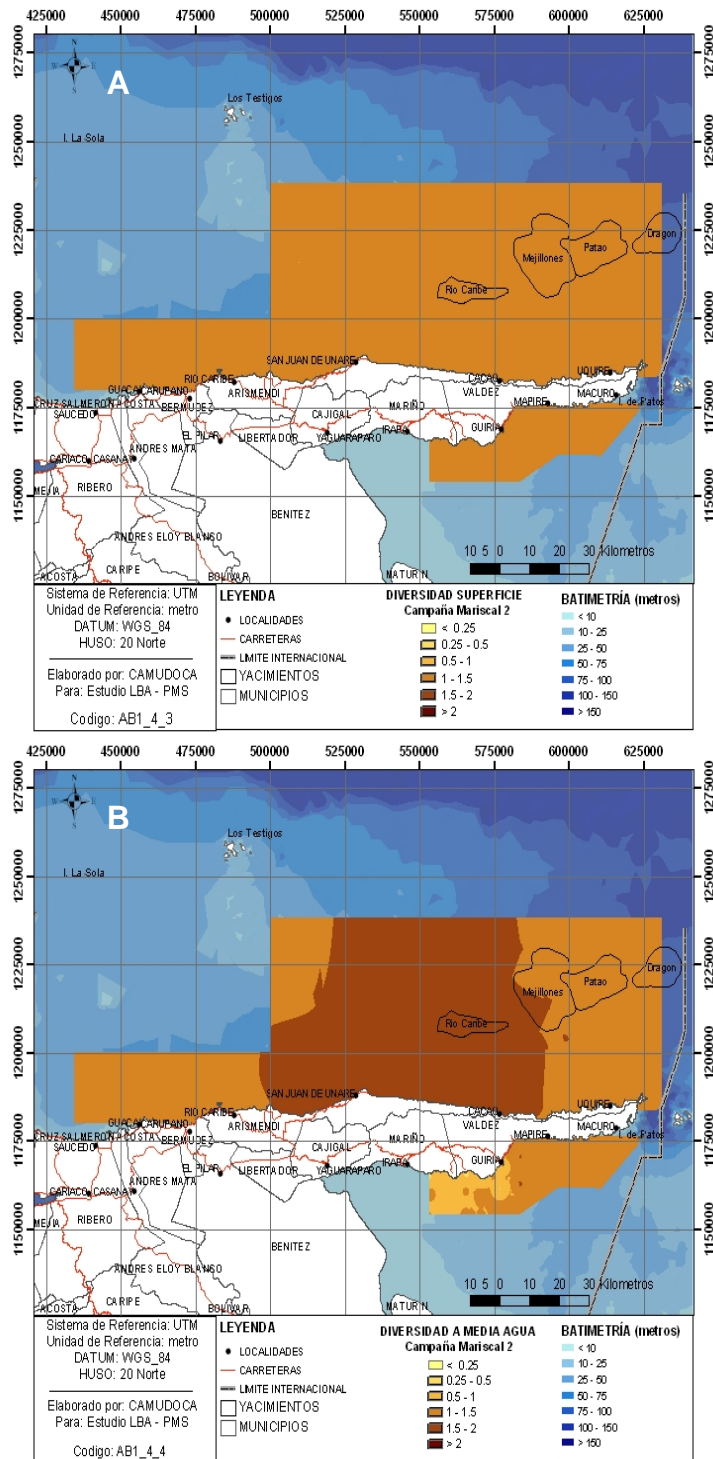 425000 450000 475000 500000 525000 550000 575000 600000 625000
1275000
1250000
1225000
1200000
1175000
1150000
A
N
Los Testigos
I. La Sola
Dragon
Patao
Mejillones
Rio Caribe
SAN JUAN DE UNARE
RIO CARIBE
CACAO
UQUIRE
VALDEZ
MACURO
CARUPANO
ARISMENDI
MARIÑO
MAPIRE
I. de Patos
CRUZ SALMERON ACOSTA
BERMUDEZ
SAUCEDO
CAJIGAL
EL PILAR
LIBERTADOR
YAGUARAPARO
IRAPA
GUIRIA
ANDRES MATA
CARIACO
CASANAY
MEJIA
RIBERO
BENITEZ
ANDRES ELOY BLANCO
ACOSTA
CARIPE
BOLIVAR
MATURIN
10 5 0 10 20 30 Kilometros
Sistema de Referencia: UTM
Unidad de Referencia: metro
DATUM: WGS_84
HUSO: 20 Norte
Elaborado por: CAMUDOCA
Para: Estudio LBA - PMS
Codigo: AB1_4_3
LEYENDA
LOCALIDADES
CARRETERAS
LIMITE INTERNACIONAL
YACIMIENTOS
MUNICIPIOS
DIVERSIDAD SUPERFICIE
Campaña Mariscal 2
< 0.25
0.25 - 0.5
0.5 - 1
1 - 1.5
1.5 - 2
> 2
BATIMETRÍA (metros)
< 10
10 - 25
25 - 50
50 - 75
75 - 100
100 - 150
> 150
425000 450000 475000 500000 525000 550000 575000 600000 625000
1275000
1250000
1225000
1200000
1175000
1150000
B
Los Testigos
I. La Sola
Dragon
Patao
Mejillones
Rio Caribe
SAN JUAN DE UNARE
RIO CARIBE
CACAO
UQUIRE
VALDEZ
MACURO
CARUPANO
ARISMENDI
MARIÑO
MAPIRE
I. de Patos
CRUZ SALMERON ACOSTA
BERMUDEZ
SAUCEDO
CAJIGAL
EL PILAR
LIBERTADOR
YAGUARAPARO
IRAPA
GUIRIA
ANDRES MATA
CARIACO
CASANAY
MEJIA
RIBERO
BENITEZ
ANDRES ELOY BLANCO
ACOSTA
CARIPE
BOLIVAR
MATURIN
10 5 0 10 20 30 Kilometros
Sistema de Referencia: UTM
Unidad de Referencia: metro
DATUM: WGS_84
HUSO: 20 Norte
Elaborado por: CAMUDOCA
Para: Estudio LBA - PMS
Codigo: AB1_4_4
LEYENDA
LOCALIDADES
CARRETERAS
LIMITE INTERNACIONAL
YACIMIENTOS
MUNICIPIOS
DIVERSIDAD A MEDIA AGUA
Campaña Mariscal 2
< 0.25
0.25 - 0.5
0.5 - 1
1 - 1.5
1.5 - 2
> 2
BATIMETRÍA (metros)
< 10
10 - 25
25 - 50
50 - 75
75 - 100
100 - 150
> 150